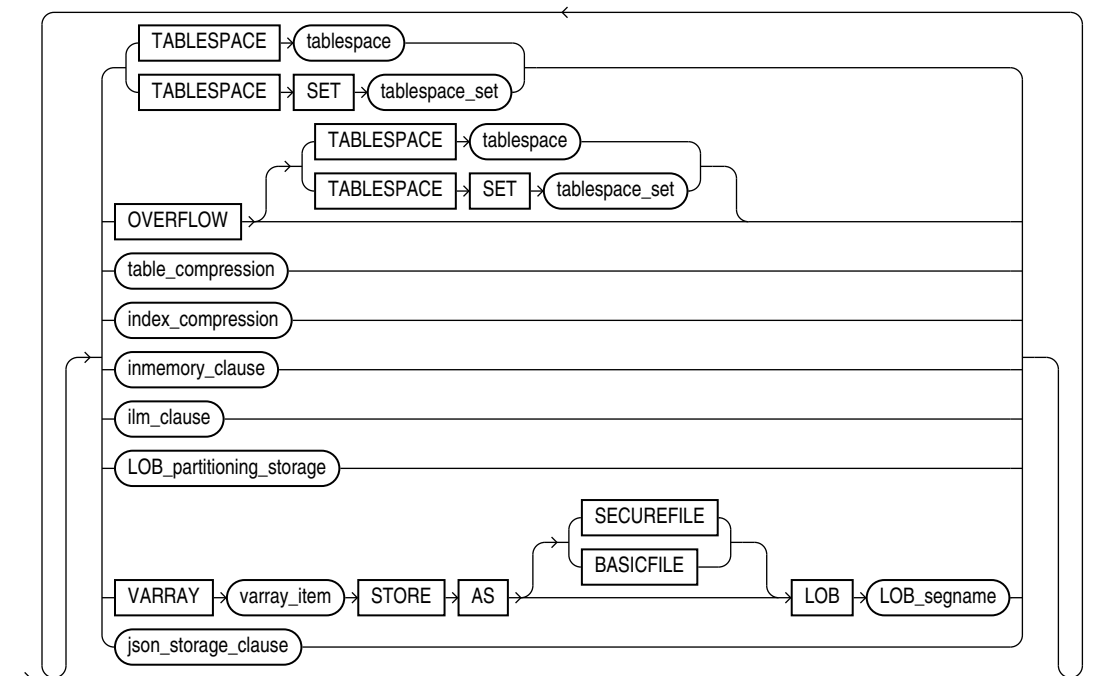 TABLESPACE tablespace
TABLESPACE SET tablespace_set
TABLESPACE tablespace
TABLESPACE SET tablespace_set
OVERFLOW
table_compression
index_compression
inmemory_clause
ilm_clause
LOB_partitioning_storage
SECUREFILE
BASICFILE
VARRAY varray_item STORE AS LOB LOB_segname
json_storage_clause